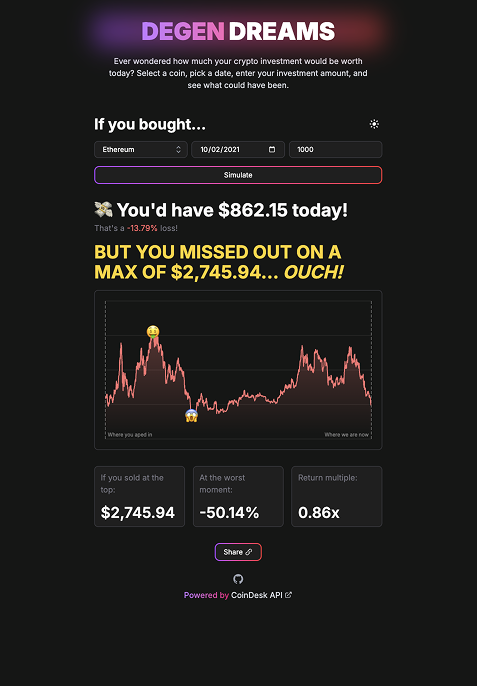 DEGEN DREAMS
Ever wondered how much your crypto investment would be worth
today? Select a coin, pick a date, enter your investment amount, and
see what could have been.
If you bought...
Ethereum 10/02/2021 1000
Simulate
You'd have $862.15 today!
That's a -13.79% loss!
BUT YOU MISSED OUT ON A
MAX OF $2,745.94... OUCH!
Where you aped in Where we are now
If you sold at the
top:
$2,745.94
At the worst
moment:
-50.14%
Return multiple:
0.86x
Share
Powered by CoinDesk API